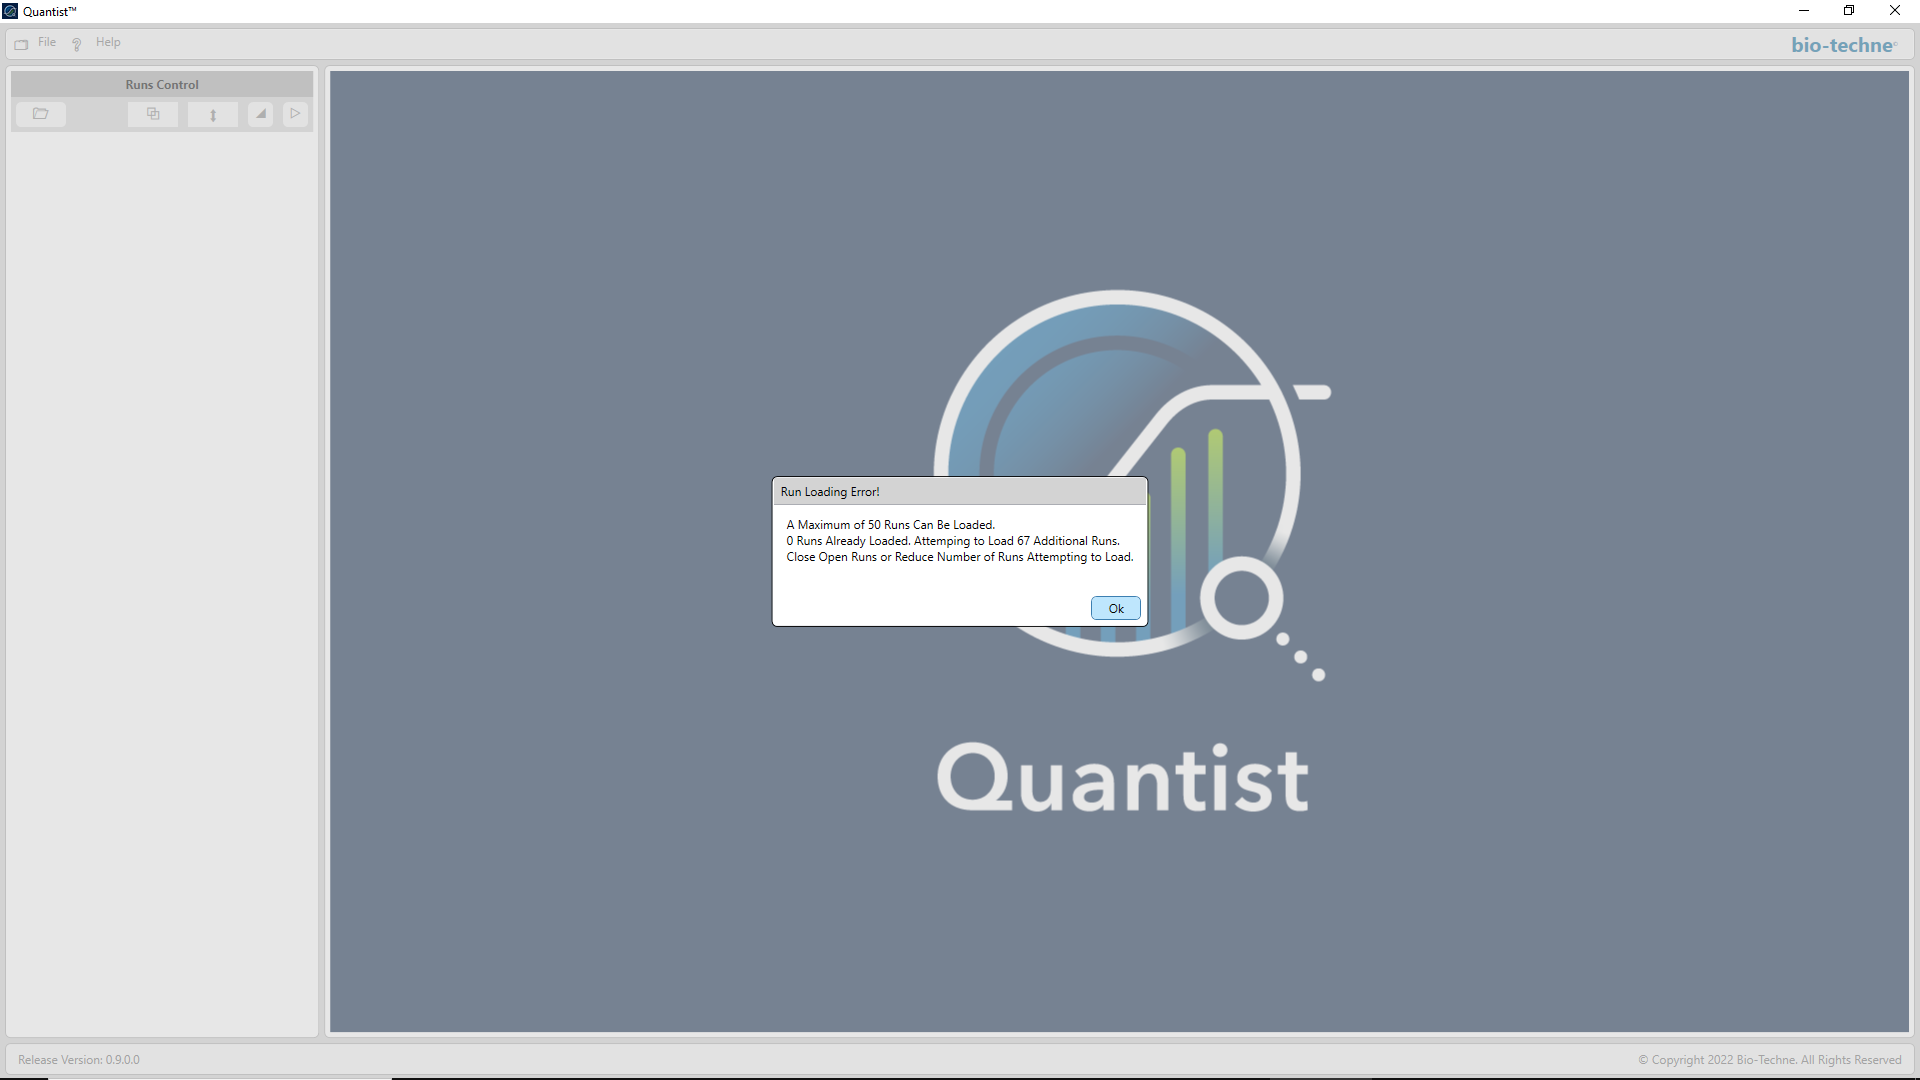 Quantist™
File Help
bio-techne
Runs Control
Run Loading Error!
A Maximum of 50 Runs Can Be Loaded.
0 Runs Already Loaded. Attemping to Load 67 Additional Runs.
Close Open Runs or Reduce Number of Runs Attempting to Load.
Ok
Quantist
Release Version: 0.9.0.0
© Copyright 2022 Bio-Techne. All Rights Reserved